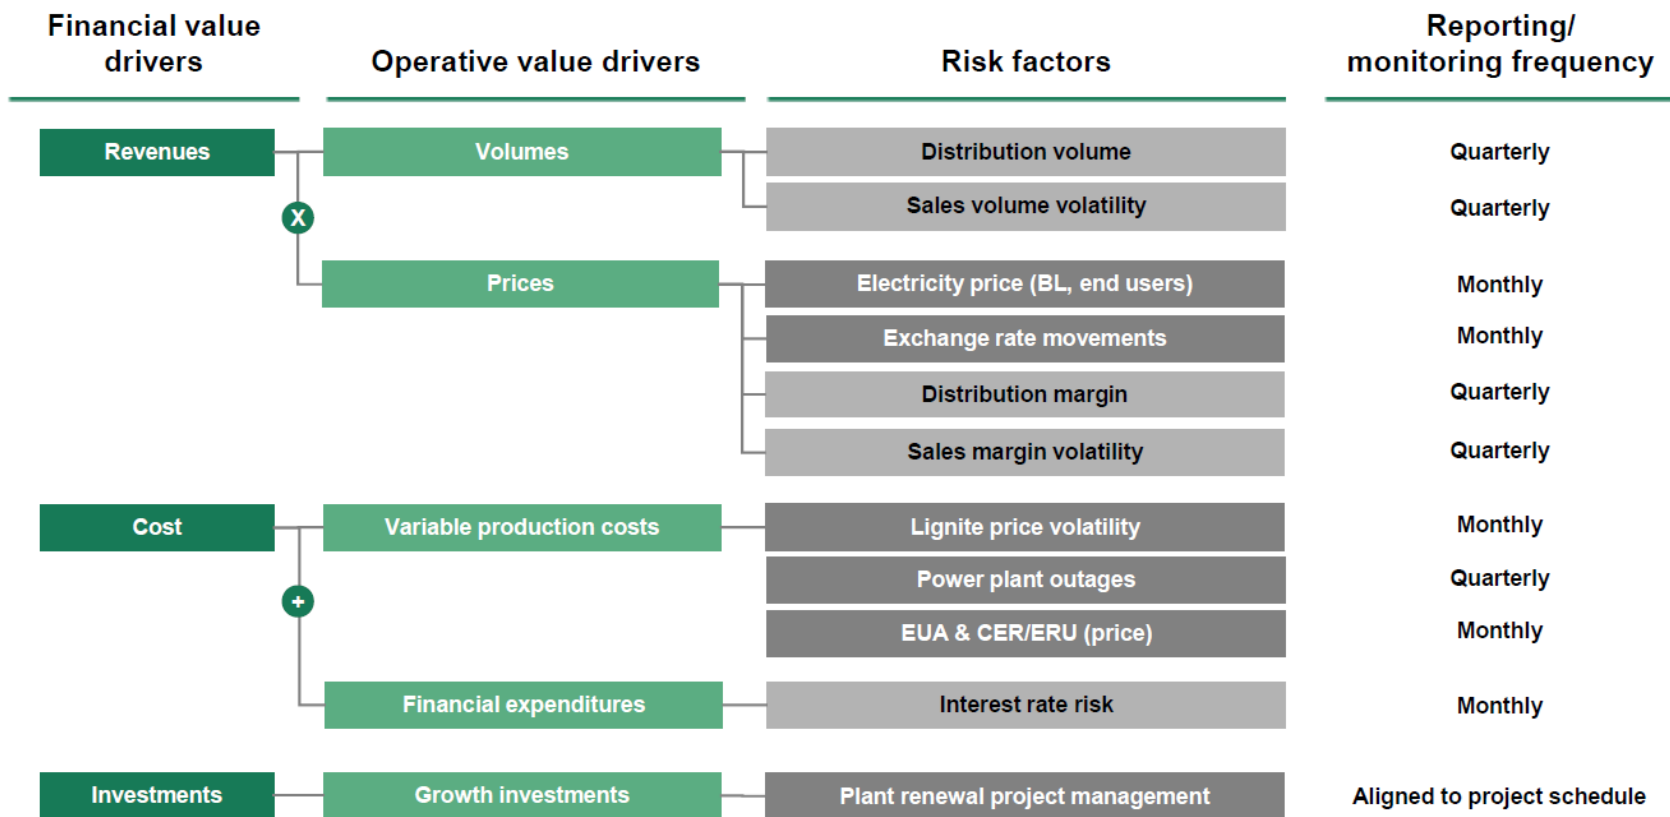 Financial value
drivers
Operative value drivers
Risk factors
Reporting/
monitoring frequency
Revenues
Volumes
Distribution volume
Quarterly
Sales volume volatility
Quarterly
X
Prices
Electricity price (BL, end users)
Monthly
Exchange rate movements
Monthly
Distribution margin
Quarterly
Sales margin volatility
Quarterly
Cost
Variable production costs
Lignite price volatility
Monthly
Power plant outages
Quarterly
+
EUA & CER/ERU (price)
Monthly
Financial expenditures
Interest rate risk
Monthly
Investments
Growth investments
Plant renewal project management
Aligned to project schedule